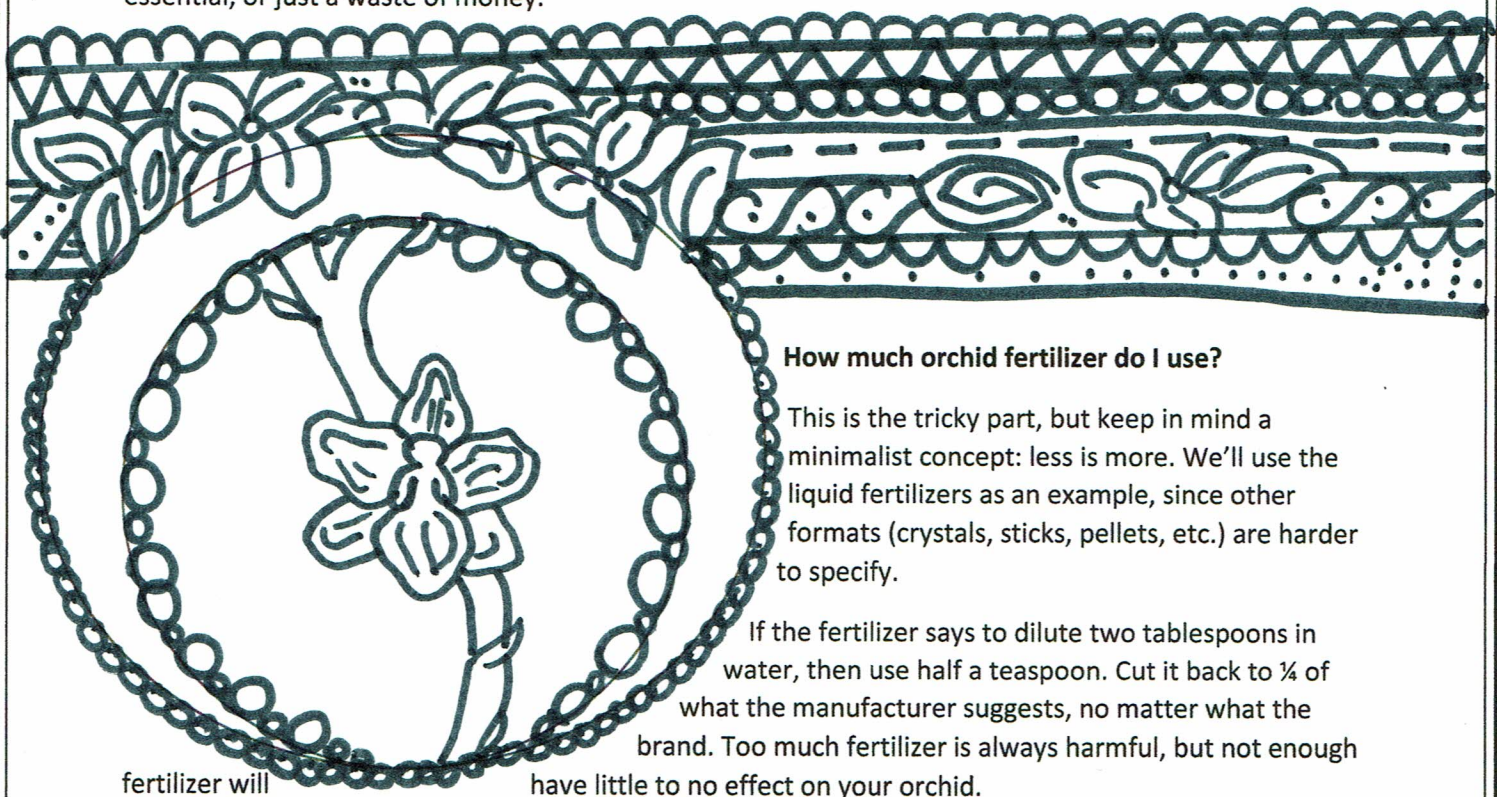 essential, or just a waste of money.
How much orchid fertilizer do I use?
This is the tricky part, but keep in mind a
minimalist concept: less is more. We’ll use the
liquid fertilizers as an example, since other
formats (crystals, sticks, pellets, etc.) are harder
to specify.
If the fertilizer says to dilute two tablespoons in
water, then use half a teaspoon. Cut it back to ¼ of
what the manufacturer suggests, no matter what the
brand. Too much fertilizer is always harmful, but not enough
fertilizer will have little to no effect on your orchid.